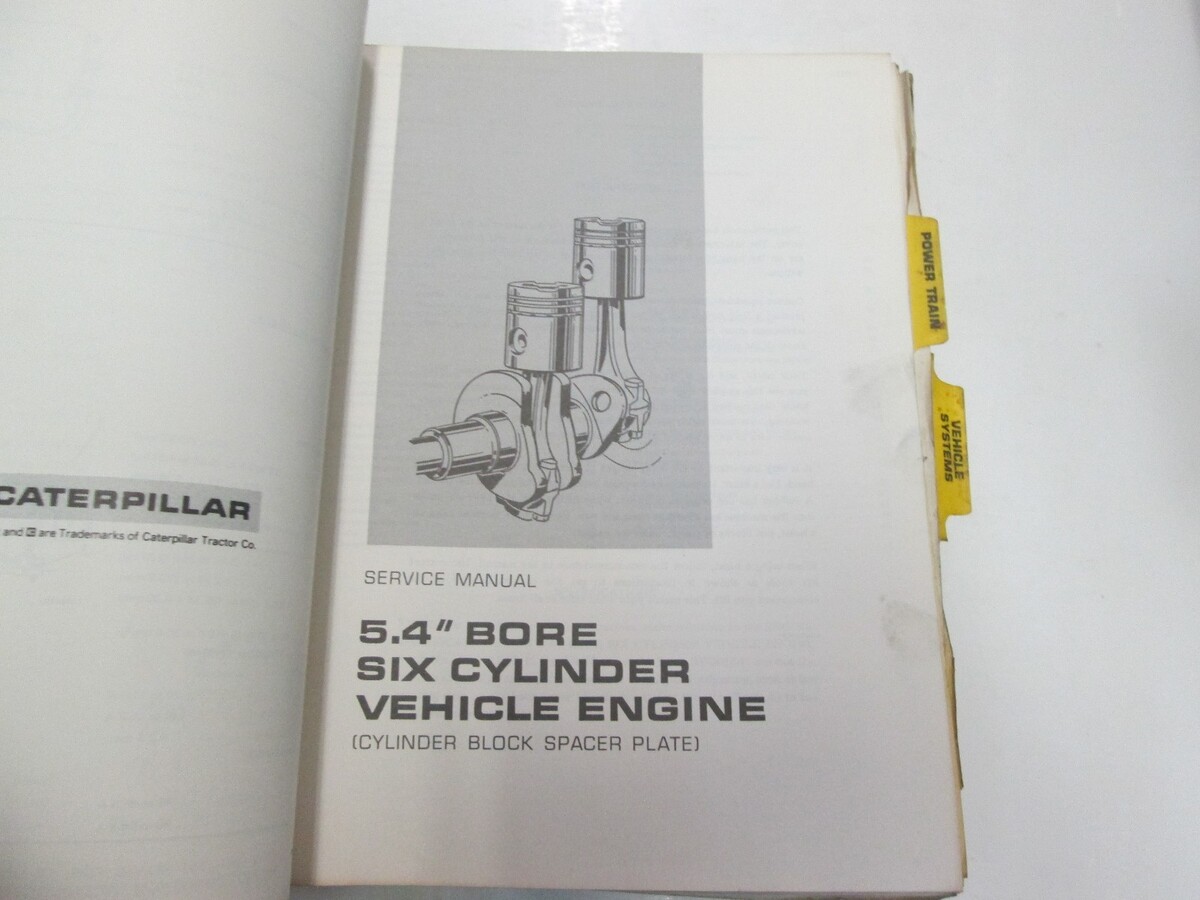 CATERPILLAR
and C are Trademarks of Caterpillar Tractor Co.
SERVICE MANUAL
5.4" BORE
SIX CYLINDER
VEHICLE ENGINE
(CYLINDER BLOCK SPACER PLATE)
POWER TRAIN
VEHICLE
SYSTEMS